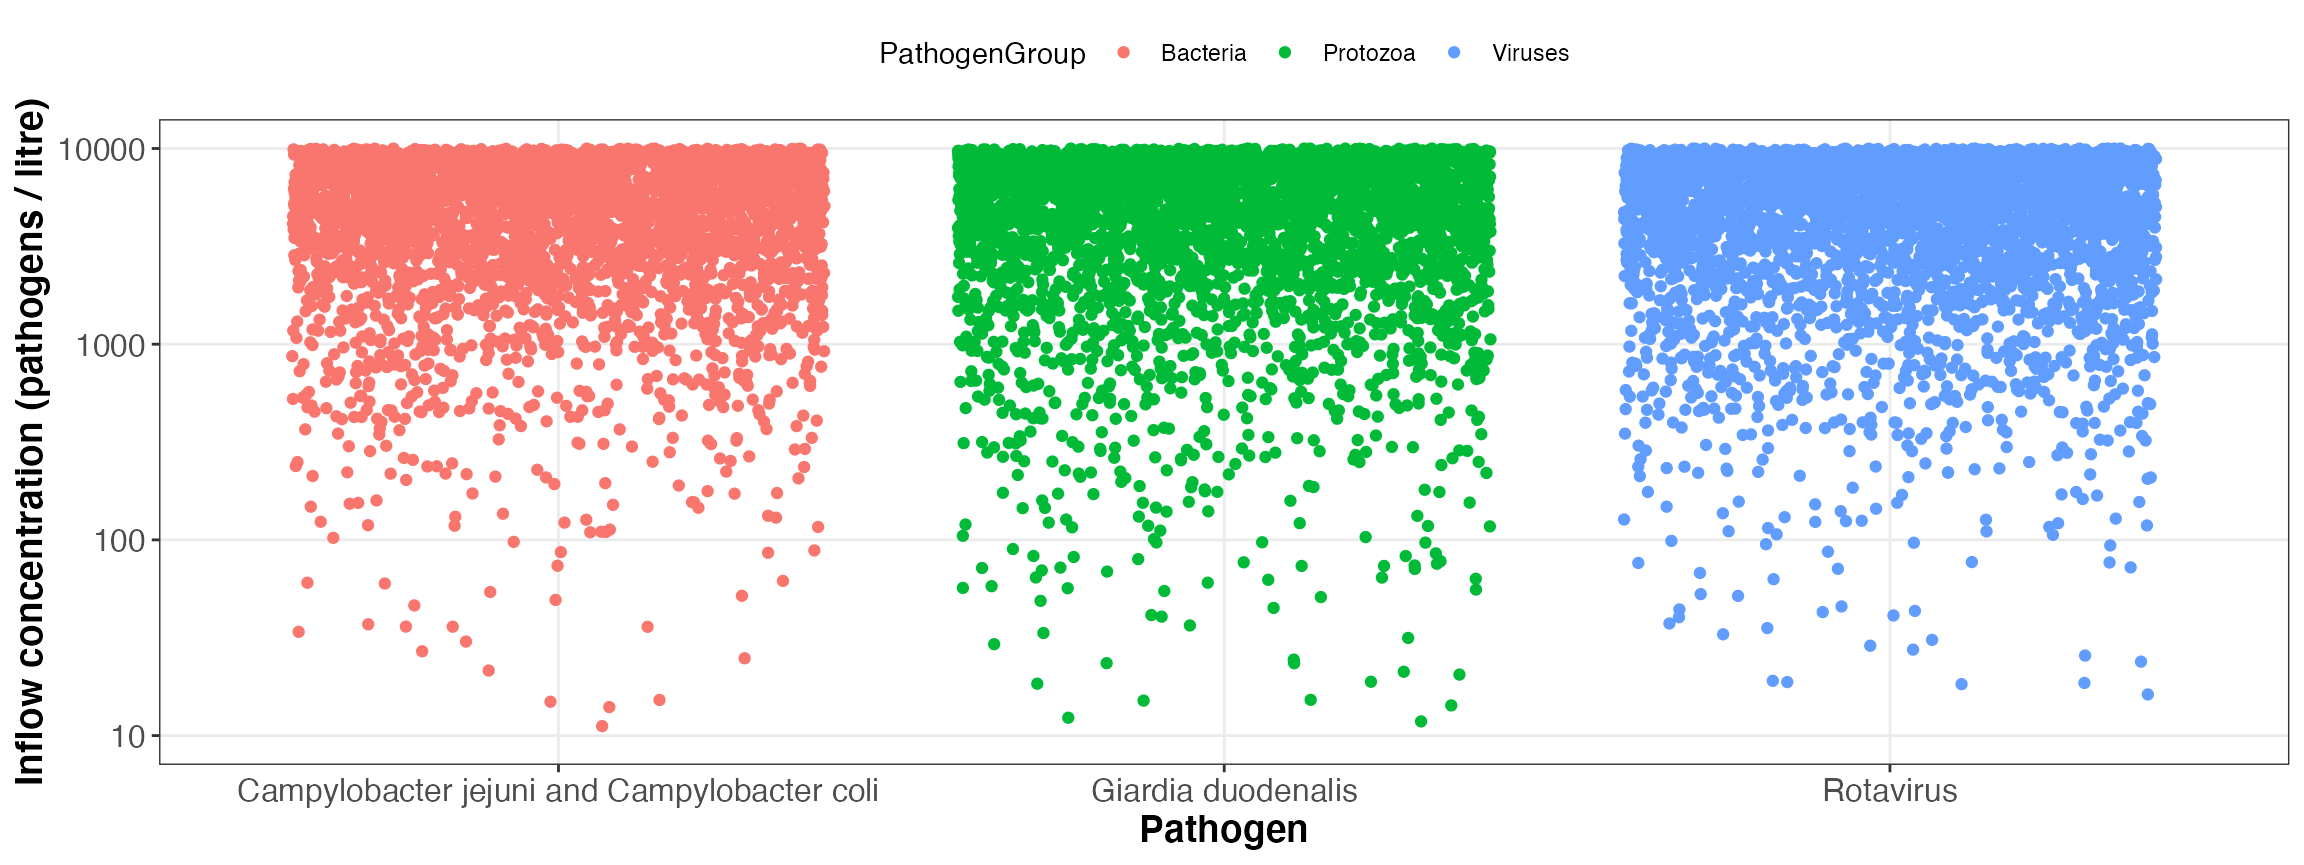 PathogenGroup Bacteria Protozoa Viruses
Inflow concentration (pathogens / litre)
10000
1000
100
10
Campylobacter jejuni and Campylobacter coli Giardia duodenalis Rotavirus
Pathogen